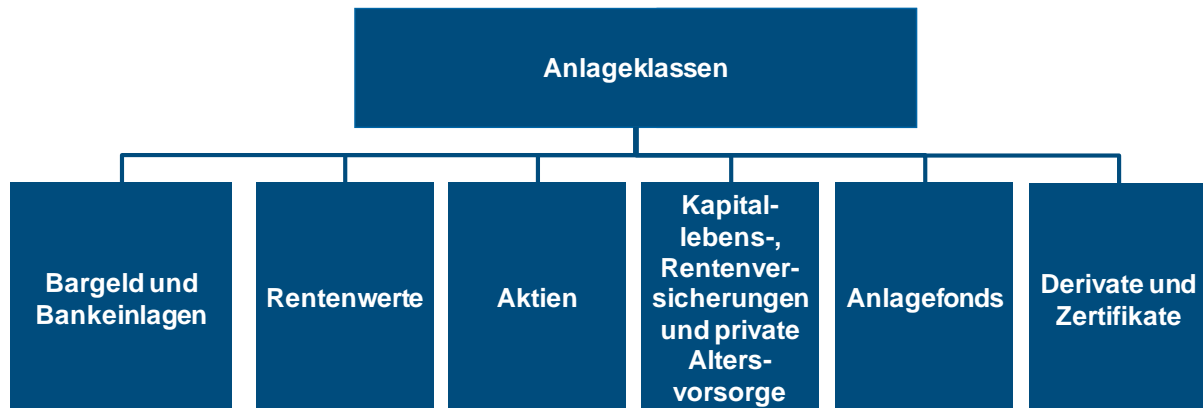 Anlageklassen
Bargeld und
Bankeinlagen
Rentenwerte
Aktien
Kapital-
lebens-,
Rentenver-
sicherungen
und private
Alters-
vorsorge
Anlagefonds
Derivate und
Zertifikate